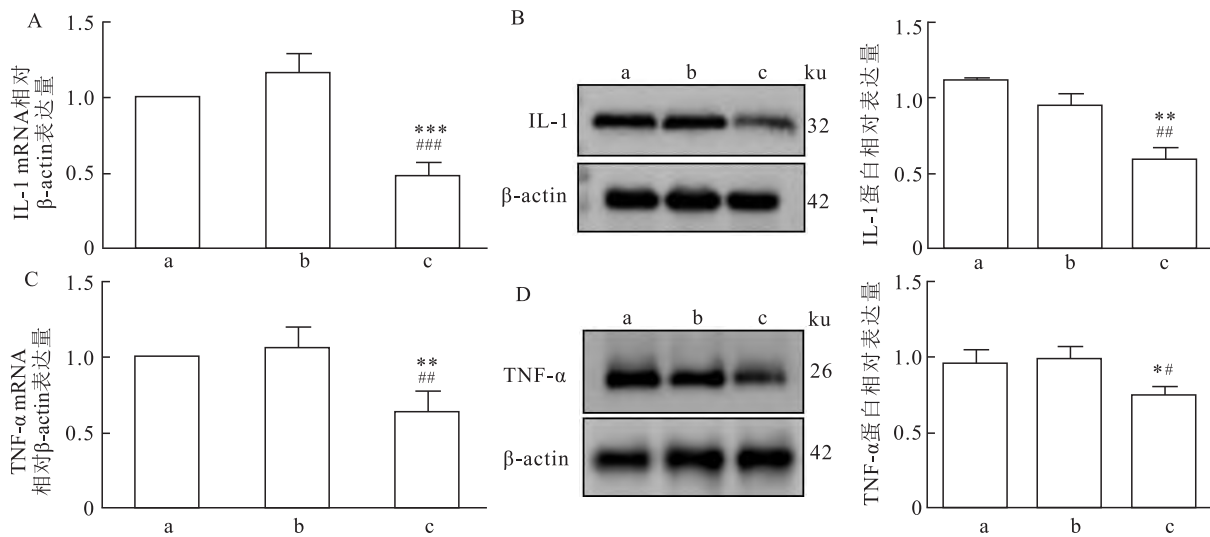 A
1.5
1.0
0.5
0
IL-1 mRNA相对
β-actin表达量
***
###
a b c
B
a b c ku
IL-1 32
β-actin 42
1.5
1.0
0.5
0
IL-1蛋白相对表达量
**
##
a b c
C
1.5
1.0
0.5
0
TNF-α mRNA
相对β-actin表达量
**
##
a b c
D
a b c ku
TNF-α 26
β-actin 42
1.5
1.0
0.5
0
TNF-α蛋白相对表达量
*#
a b c